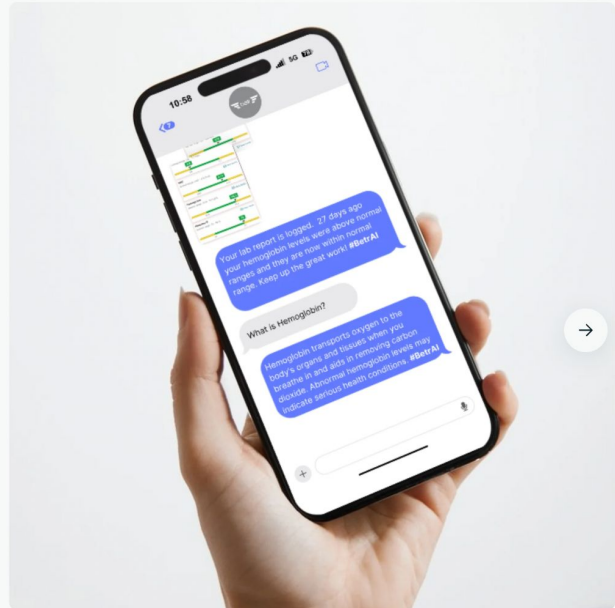 10:58
5G
7
Your lab report is logged. 27 days ago
your hemoglobin levels were above normal
ranges and they are now within normal
range. Keep up the great work! #BetrAI
What is Hemoglobin?
Hemoglobin transports oxygen to the
body's organs and tissues when you
breathe in and aids in removing carbon
dioxide. Abnormal hemoglobin levels may
indicate serious health conditions #BetrAI